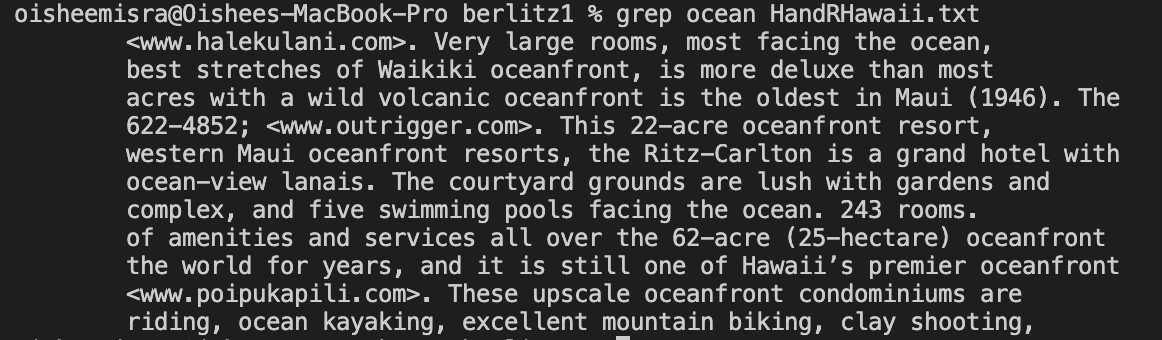 oisheemisra@Oishees-MacBook-Pro berlitz1 % grep ocean HandRHawaii.txt
<www.halekulani.com>. Very large rooms, most facing the ocean,
best stretches of Waikiki oceanfront, is more deluxe than most
acres with a wild volcanic oceanfront is the oldest in Maui (1946). The
622-4852; <www.outrigger.com>. This 22-acre oceanfront resort,
western Maui oceanfront resorts, the Ritz-Carlton is a grand hotel with
ocean-view lanais. The courtyard grounds are lush with gardens and
complex, and five swimming pools facing the ocean. 243 rooms.
of amenities and services all over the 62-acre (25-hectare) oceanfront
the world for years, and it is still one of Hawaii’s premier oceanfront
<www.poipukapili.com>. These upscale oceanfront condominiums are
riding, ocean kayaking, excellent mountain biking, clay shooting,